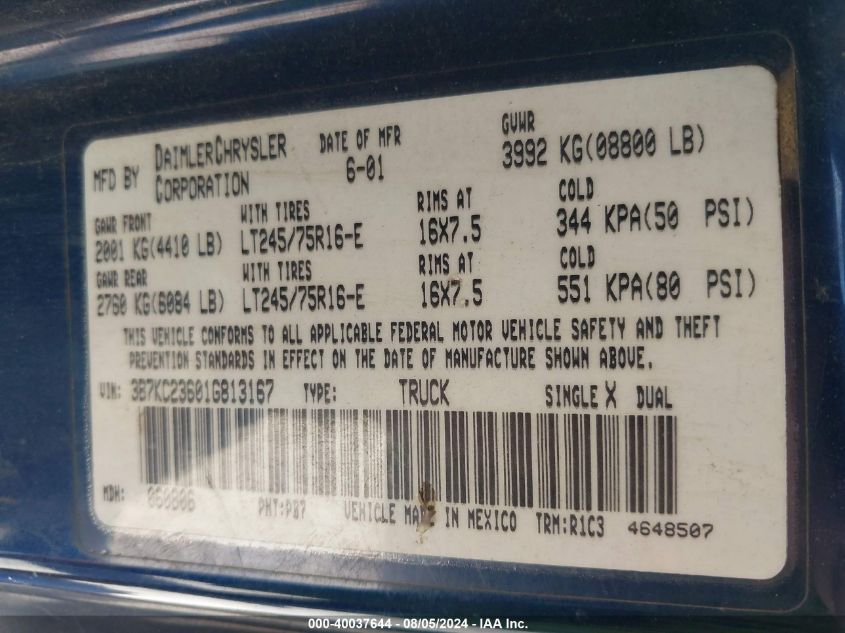 MFD BY DAIMLERCHRYSLER CORPORATION
DATE OF MFR 6-01
GVWR 3992 KG(08800 LB)
GAWR FRONT WITH TIRES RIMS AT COLD
2001 KG(4410 LB) LT245/75R16-E 16X7.5 344 KPA(50 PSI)
GAWR REAR WITH TIRES RIMS AT COLD
2760 KG(6084 LB) LT245/75R16-E 16X7.5 551 KPA(80 PSI)
THIS VEHICLE CONFORMS TO ALL APPLICABLE FEDERAL MOTOR VEHICLE SAFETY AND THEFT
PREVENTION STANDARDS IN EFFECT ON THE DATE OF MANUFACTURE SHOWN ABOVE.
VIN: 3B7KC23601G813167 TYPE: TRUCK SINGLE X DUAL
MDH: 060806 PNT:PB7 VEHICLE MADE IN MEXICO TRM:R1C3 4648507
000-40037644 - 08/05/2024 - IAA Inc.